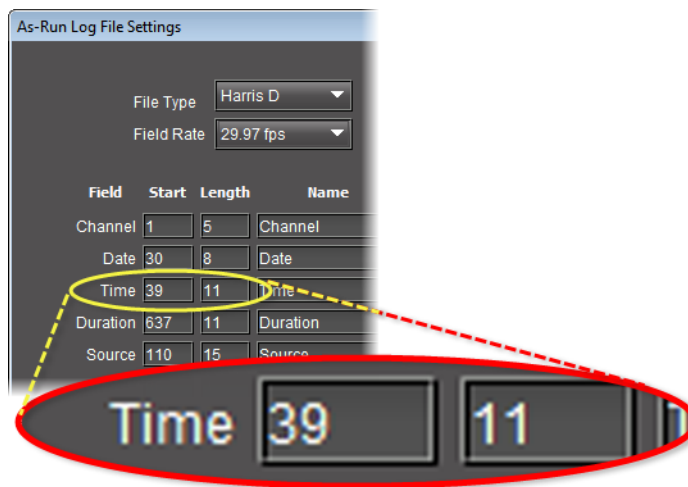 As-Run Log File Settings
File Type Harris D
Field Rate 29.97 fps
Field Start Length Name
Channel 1 5 Channel
Date 30 8 Date
Time 39 11 Time
Duration 637 11 Duration
Source 110 15 Source
Time 39 11